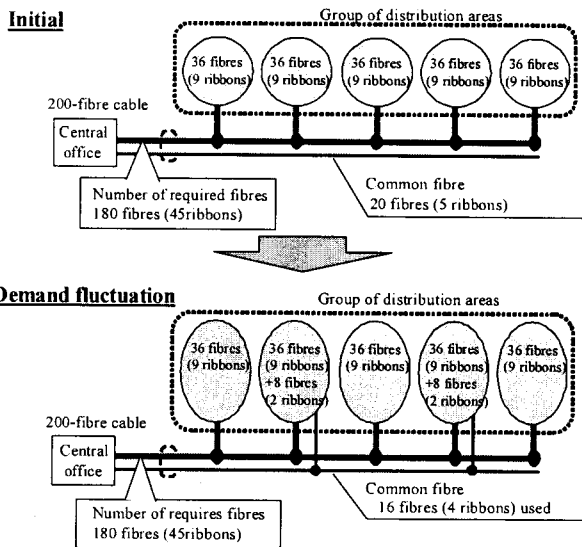 Initial
Group of distribution areas
36 fibres
(9 ribbons)
36 fibres
(9 ribbons)
36 fibres
(9 ribbons)
36 fibres
(9 ribbons)
36 fibres
(9 ribbons)
200-fibre cable
Central
office
Number of required fibres
180 fibres (45ribbons)
Common fibre
20 fibres (5 ribbons)
Demand fluctuation
Group of distribution areas
36 fibres
(9 ribbons)
36 fibres
(9 ribbons)
+8 fibres
(2 ribbons)
36 fibres
(9 ribbons)
36 fibres
(9 ribbons)
+8 fibres
(2 ribbons)
36 fibres
(9 ribbons)
200-fibre cable
Central
office
Number of requires fibres
180 fibres (45ribbons)
Common fibre
16 fibres (4 ribbons) used